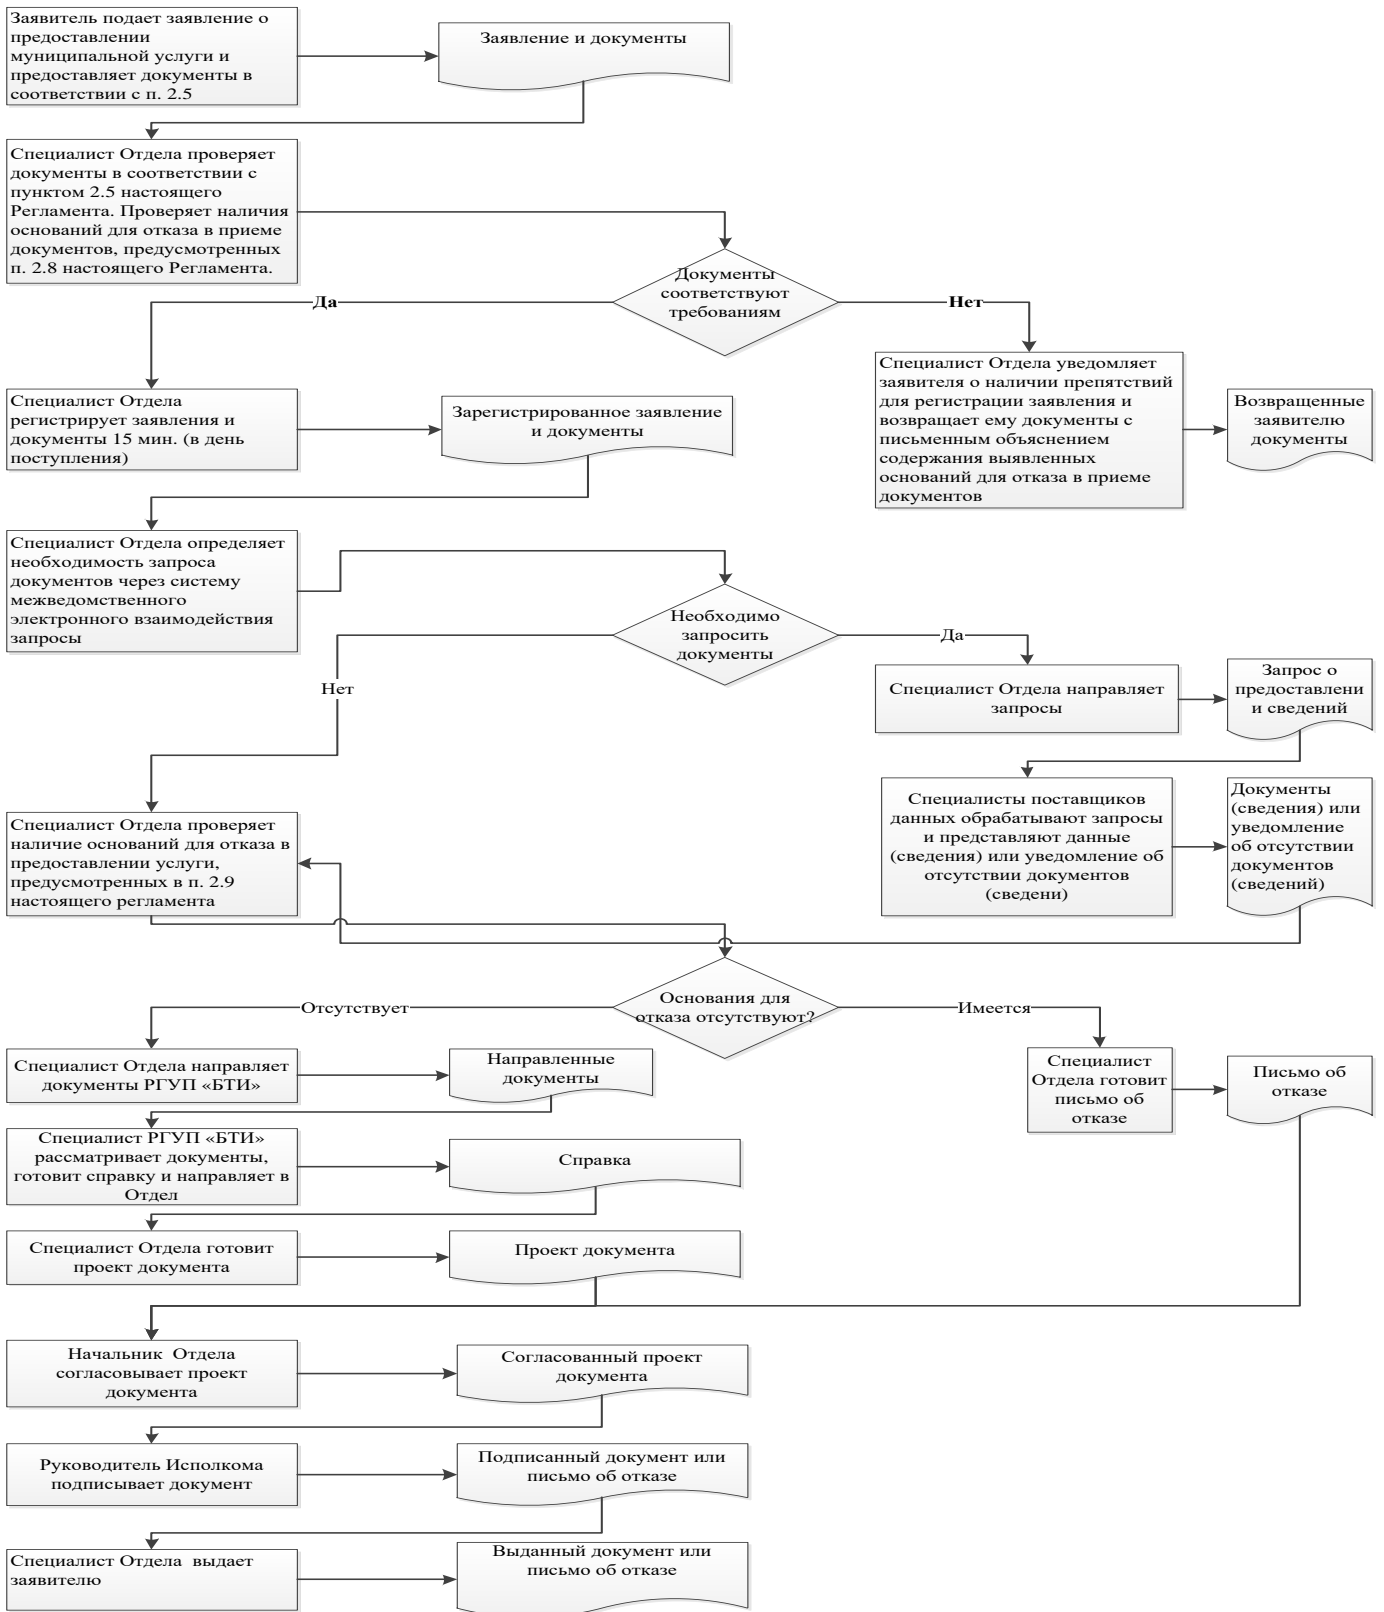 Заявитель подает заявление о
предоставлении
муниципальной услуги и
предоставляет документы в
соответствии с п. 2.5
Заявление и документы
Специалист Отдела проверяет
документы в соответствии с
пунктом 2.5 настоящего
Регламента. Проверяет наличия
оснований для отказа в приеме
документов, предусмотренных
п. 2.8 настоящего Регламента.
Документы
соответствуют
требованиям
Да
Нет
Специалист Отдела
регистрирует заявления и
документы 15 мин. (в день
поступления)
Зарегистрированное заявление
и документы
Специалист Отдела уведомляет
заявителя о наличии препятствий
для регистрации заявления и
возвращает ему документы с
письменным объяснением
содержания выявленных
оснований для отказа в приеме
документов
Возвращенные
заявителю
документы
Специалист Отдела определяет
необходимость запроса
документов через систему
межведомственного
электронного взаимодействия
запросы
Необходимо
запросить
документы
Да
Нет
Специалист Отдела направляет
запросы
Запрос о
предоставлени
и сведений
Специалисты поставщиков
данных обрабатывают запросы
и представляют данные
(сведения) или уведомление об
отсутствии документов
(сведени)
Документы
(сведения) или
уведомление
об отсутствии
документов
(сведений)
Специалист Отдела проверяет
наличие оснований для отказа в
предоставлении услуги,
предусмотренных в п. 2.9
настоящего регламента
Основания для
отказа отсутствуют?
Отсутствует
Имеется
Специалист Отдела направляет
документы РГУП «БТИ»
Направленные
документы
Специалист
Отдела готовит
письмо об
отказе
Письмо об
отказе
Специалист РГУП «БТИ»
рассматривает документы,
готовит справку и направляет в
Отдел
Справка
Специалист Отдела готовит
проект документа
Проект документа
Начальник  Отдела
согласовывает проект
документа
Согласованный проект
документа
Руководитель Исполкома
подписывает документ
Подписанный документ или
письмо об отказе
Специалист Отдела  выдает
заявителю
Выданный документ или
письмо об отказе